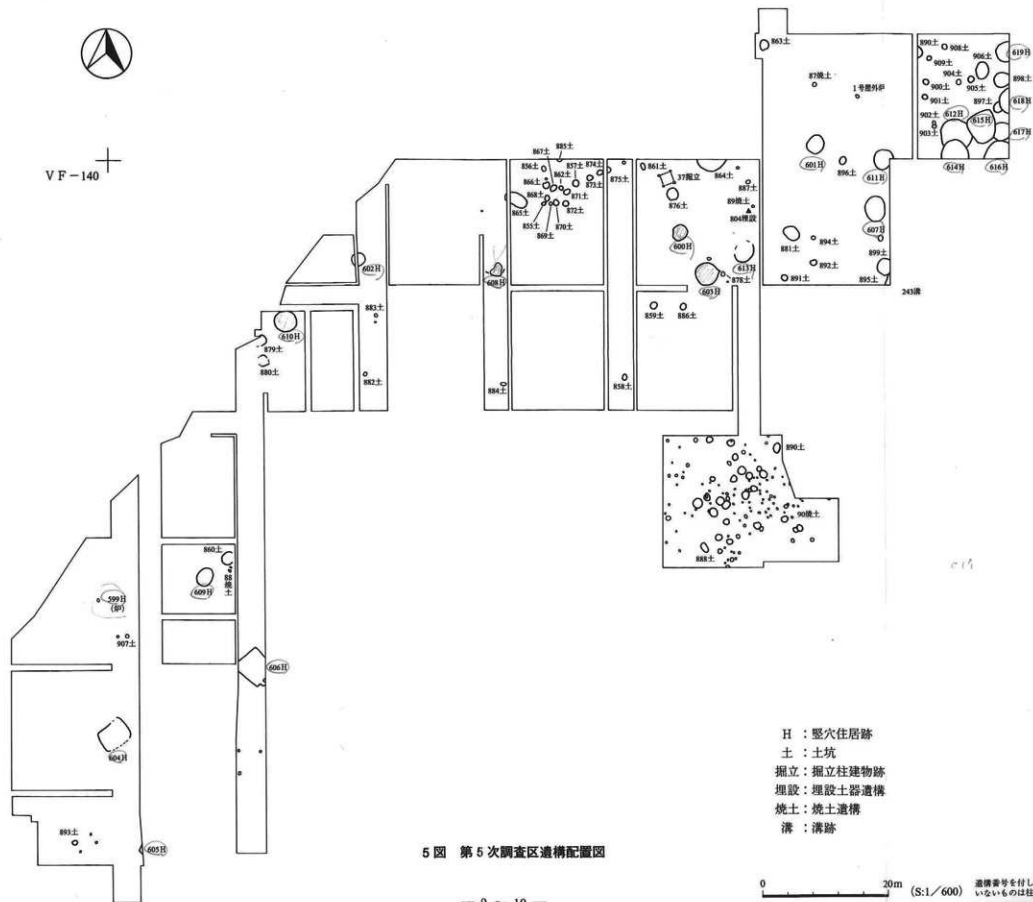 863土
890土
908土
906土
619H
909土
87焼土
1号屋外炉
900土
904土
905土
898土
901土
897土
618H
902土
612H
615H
903土
617H
601H
896土
611H
614H
616H
VF-140
867土
885土
856土
862土
857土
874土
875土
861土
37掘立
864土
866土
873土
887土
868土
871土
876土
89焼土
804埋設
865土
855土
870土
872土
869土
607H
600H
881土
894土
899土
602H
608H
613H
603H
878土
892土
891土
895土
243溝
883土
859土
886土
610H
879土
880土
882土
884土
858土
890土
90焼土
888土
860土
88焼土
609H
599H
(炉)
907土
606H
604H
893土
605H
H:竪穴住居跡
土:土坑
掘立:掘立柱建物跡
埋設:埋設土器遺構
焼土:焼土遺構
溝:溝跡
5図 第5次調査区遺構配置図
0 20m (S:1/600)
遺構番号を付し
いないものは柱
— 9 ~ 10 —